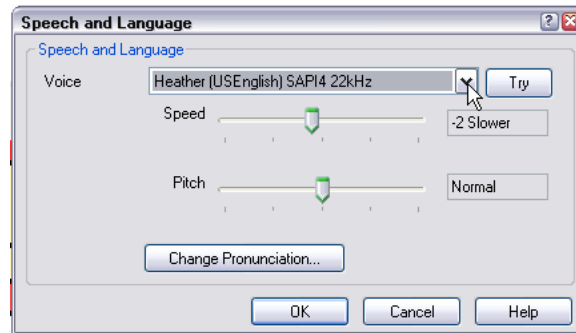 Speech and Language
Speech and Language
Voice Heather (USEnglish) SAPI4 22kHz Try
Speed -2 Slower
Pitch Normal
Change Pronunciation...
OK Cancel Help